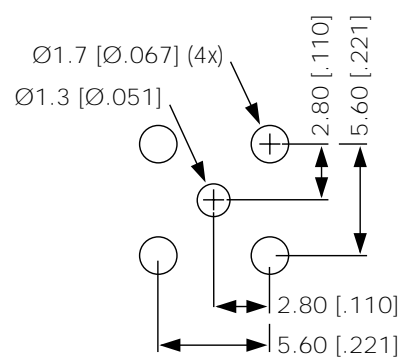 Ø1.7 [Ø.067] (4x)
Ø1.3 [Ø.051]
2.80 [.110]
5.60 [.221]
2.80 [.110]
5.60 [.221]